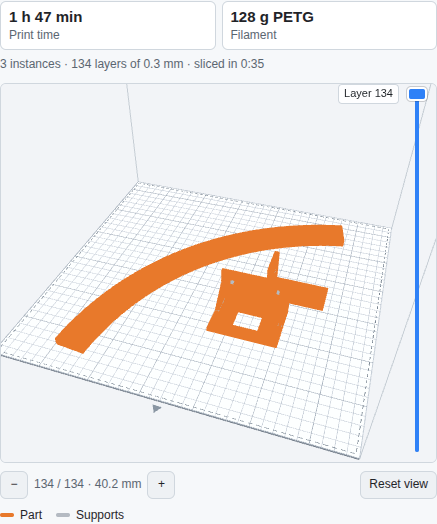 1 h 47 min
Print time
128 g PETG
Filament
3 instances · 134 layers of 0.3 mm · sliced in 0:35
Layer 134
− 134 / 134 · 40.2 mm + Reset view
Part Supports